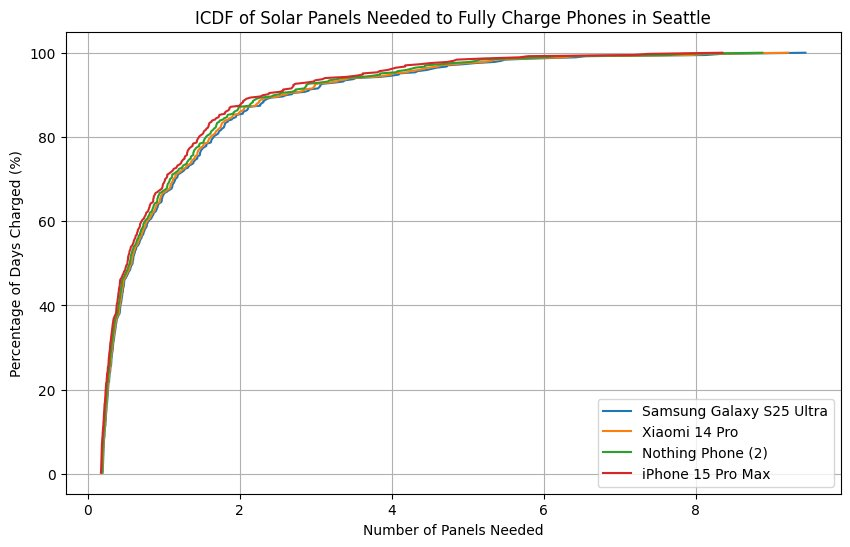 ICDF of Solar Panels Needed to Fully Charge Phones in Seattle
100
80
60
40
20
0
Percentage of Days Charged (%)
Samsung Galaxy S25 Ultra
Xiaomi 14 Pro
Nothing Phone (2)
iPhone 15 Pro Max
0 2 4 6 8
Number of Panels Needed